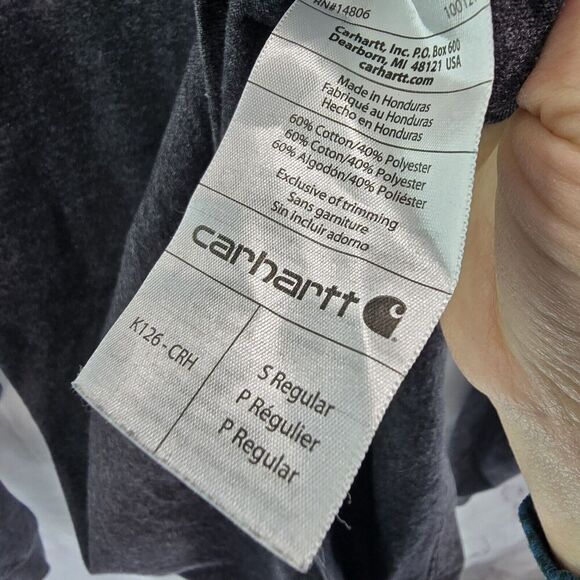 RN#14806
Carhartt, Inc. P.O. Box 600
Dearborn, MI 48121 USA
carhartt.com
Made in Honduras
Fabriqué au Honduras
Hecho en Honduras
60% Cotton/40% Polyester
60% Coton/40% Polyester
60% Algodón/40% Poliéster
Exclusive of trimming
Sans garniture
Sin incluir adorno
carhartt
K126-CRH
S Regular
P Régulier
P Regular